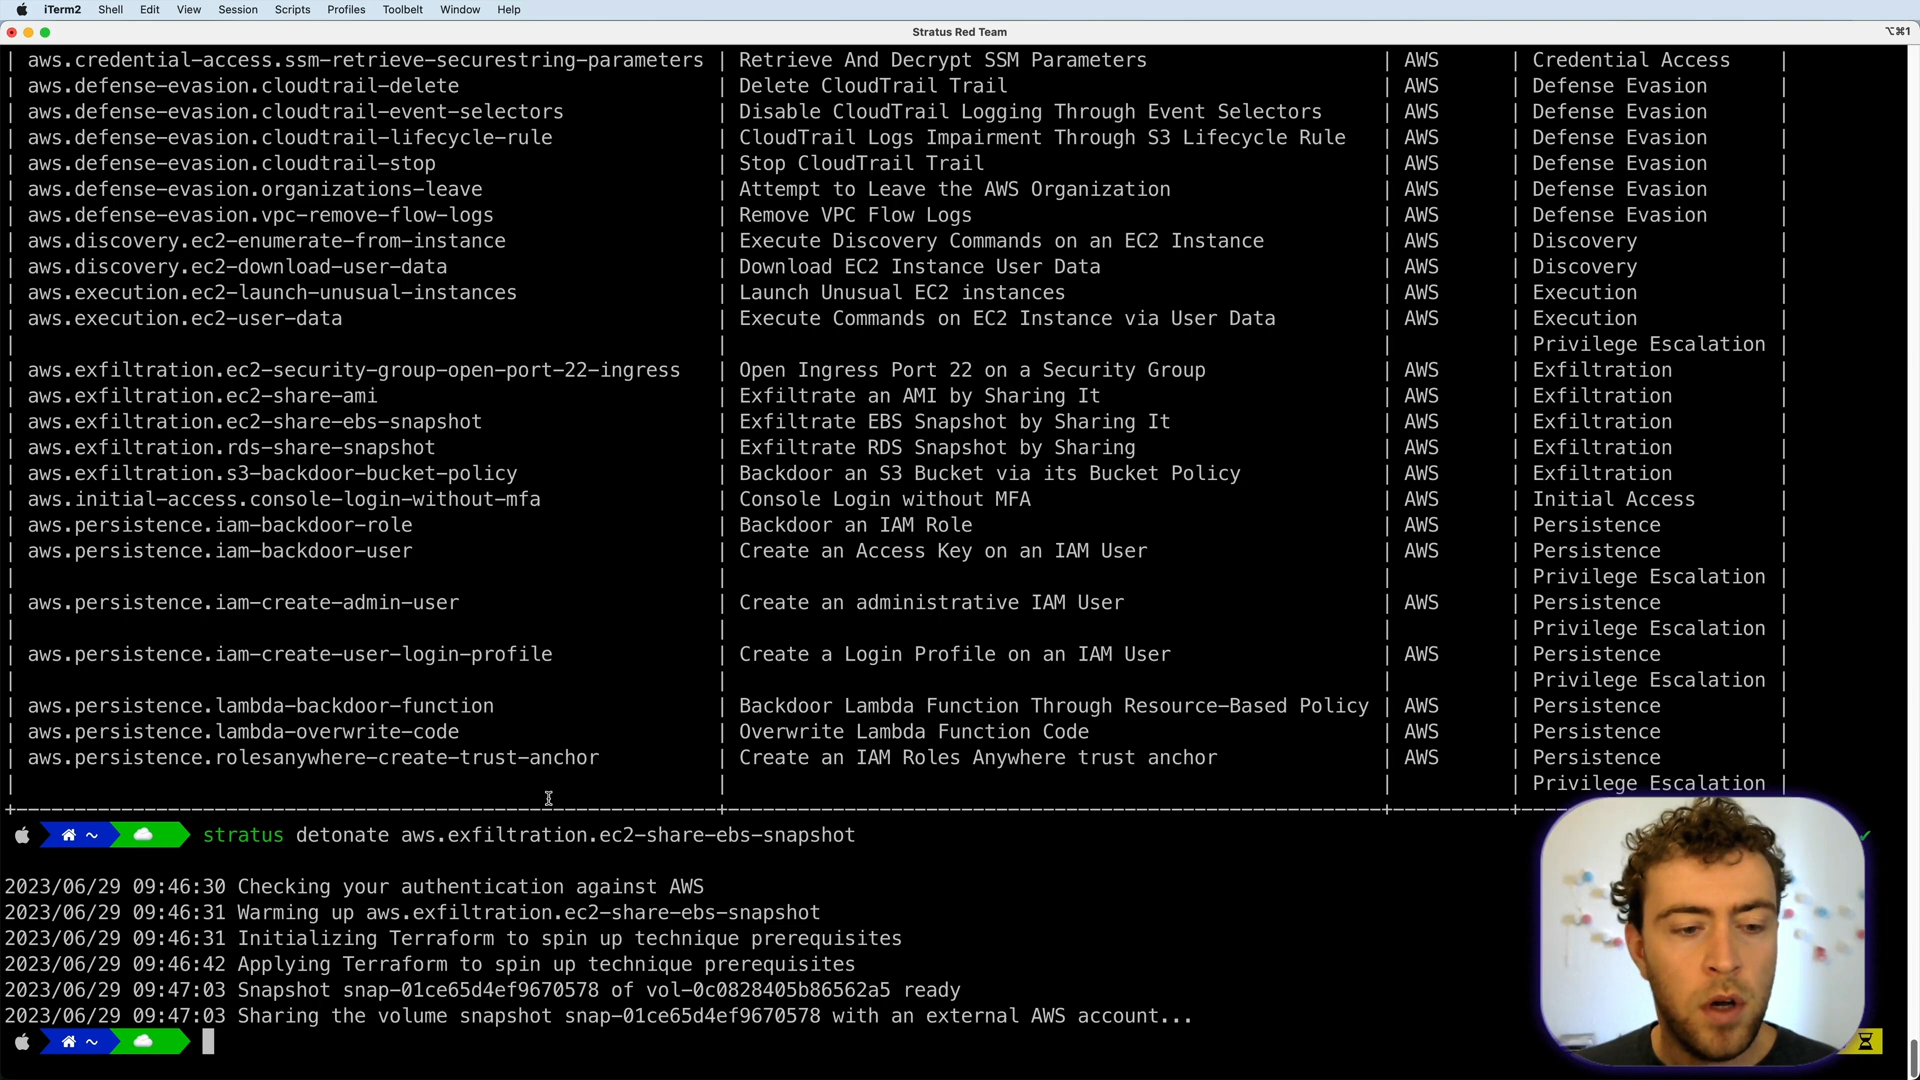 iTerm2 Shell Edit View Session Scripts Profiles Toolbelt Window Help
Stratus Red Team ⌥⌘1
| aws.credential-access.ssm-retrieve-securestring-parameters | Retrieve And Decrypt SSM Parameters | AWS | Credential Access |
| aws.defense-evasion.cloudtrail-delete | Delete CloudTrail Trail | AWS | Defense Evasion |
| aws.defense-evasion.cloudtrail-event-selectors | Disable CloudTrail Logging Through Event Selectors | AWS | Defense Evasion |
| aws.defense-evasion.cloudtrail-lifecycle-rule | CloudTrail Logs Impairment Through S3 Lifecycle Rule | AWS | Defense Evasion |
| aws.defense-evasion.cloudtrail-stop | Stop CloudTrail Trail | AWS | Defense Evasion |
| aws.defense-evasion.organizations-leave | Attempt to Leave the AWS Organization | AWS | Defense Evasion |
| aws.defense-evasion.vpc-remove-flow-logs | Remove VPC Flow Logs | AWS | Defense Evasion |
| aws.discovery.ec2-enumerate-from-instance | Execute Discovery Commands on an EC2 Instance | AWS | Discovery |
| aws.discovery.ec2-download-user-data | Download EC2 Instance User Data | AWS | Discovery |
| aws.execution.ec2-launch-unusual-instances | Launch Unusual EC2 instances | AWS | Execution |
| aws.execution.ec2-user-data | Execute Commands on EC2 Instance via User Data | AWS | Execution |
| | | | Privilege Escalation |
| aws.exfiltration.ec2-security-group-open-port-22-ingress | Open Ingress Port 22 on a Security Group | AWS | Exfiltration |
| aws.exfiltration.ec2-share-ami | Exfiltrate an AMI by Sharing It | AWS | Exfiltration |
| aws.exfiltration.ec2-share-ebs-snapshot | Exfiltrate EBS Snapshot by Sharing It | AWS | Exfiltration |
| aws.exfiltration.rds-share-snapshot | Exfiltrate RDS Snapshot by Sharing | AWS | Exfiltration |
| aws.exfiltration.s3-backdoor-bucket-policy | Backdoor an S3 Bucket via its Bucket Policy | AWS | Exfiltration |
| aws.initial-access.console-login-without-mfa | Console Login without MFA | AWS | Initial Access |
| aws.persistence.iam-backdoor-role | Backdoor an IAM Role | AWS | Persistence |
| aws.persistence.iam-backdoor-user | Create an Access Key on an IAM User | AWS | Persistence |
| | | | Privilege Escalation |
| aws.persistence.iam-create-admin-user | Create an administrative IAM User | AWS | Persistence |
| | | | Privilege Escalation |
| aws.persistence.iam-create-user-login-profile | Create a Login Profile on an IAM User | AWS | Persistence |
| | | | Privilege Escalation |
| aws.persistence.lambda-backdoor-function | Backdoor Lambda Function Through Resource-Based Policy | AWS | Persistence |
| aws.persistence.lambda-overwrite-code | Overwrite Lambda Function Code | AWS | Persistence |
| aws.persistence.rolesanywhere-create-trust-anchor | Create an IAM Roles Anywhere trust anchor | AWS | Persistence |
| | | | Privilege Escalation |
~ stratus detonate aws.exfiltration.ec2-share-ebs-snapshot
2023/06/29 09:46:30 Checking your authentication against AWS
2023/06/29 09:46:31 Warming up aws.exfiltration.ec2-share-ebs-snapshot
2023/06/29 09:46:31 Initializing Terraform to spin up technique prerequisites
2023/06/29 09:46:42 Applying Terraform to spin up technique prerequisites
2023/06/29 09:47:03 Snapshot snap-01ce65d4ef9670578 of vol-0c0828405b86562a5 ready
2023/06/29 09:47:03 Sharing the volume snapshot snap-01ce65d4ef9670578 with an external AWS account...
~